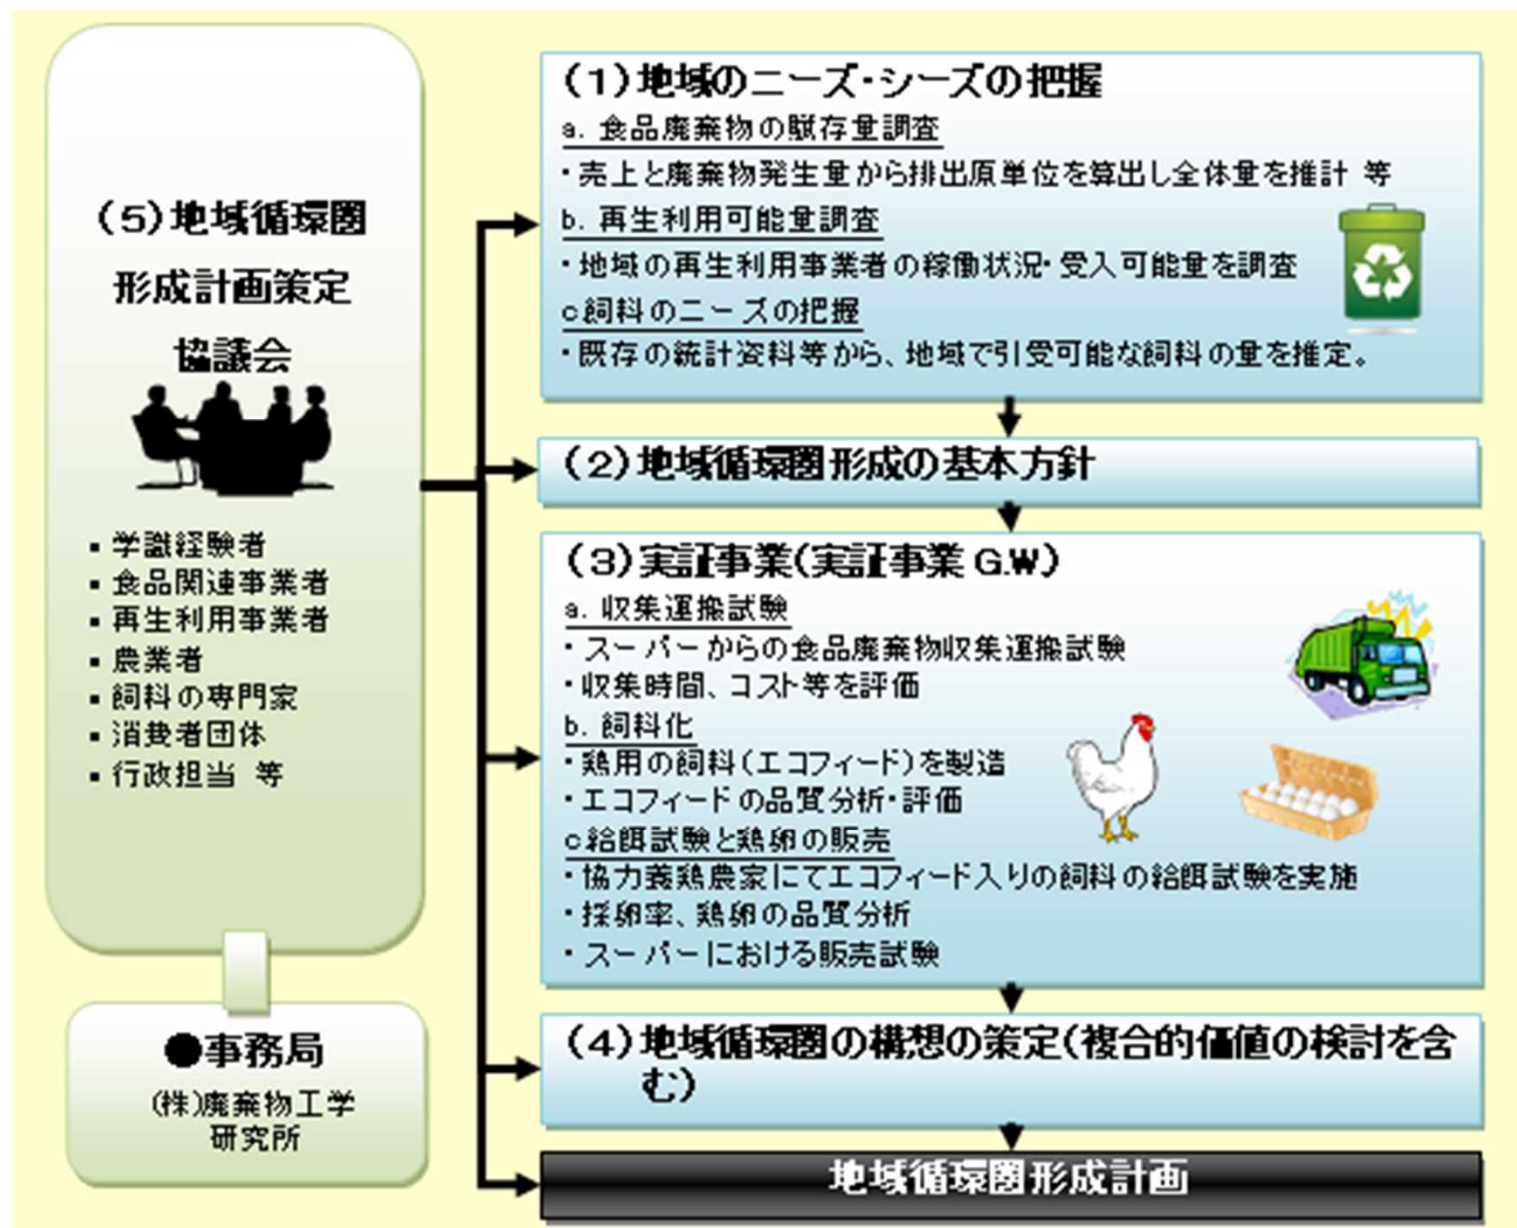 (5)地域循環圏
形成計画策定
協議会
▪ 学識経験者
▪ 食品関連事業者
▪ 再生利用事業者
▪ 農業者
▪ 飼料の専門家
▪ 消費者団体
▪ 行政担当 等
●事務局
(株)廃棄物工学
研究所
(1)地域のニーズ・シーズの把握
a. 食品廃棄物の賦存量調査
・売上と廃棄物発生量から排出原単位を算出し全体量を推計 等
b. 再生利用可能量調査
・地域の再生利用事業者の稼働状況・受入可能量を調査
c飼料のニーズの把握
・既存の統計資料等から、地域で引受可能な飼料の量を推定。
(2)地域循環圏形成の基本方針
(3)実証事業(実証事業 G.W)
a. 収集運搬試験
・スーパーからの食品廃棄物収集運搬試験
・収集時間、コスト等を評価
b. 飼料化
・鶏用の飼料(エコフィード)を製造
・エコフィードの品質分析・評価
c給餌試験と鶏卵の販売
・協力養鶏農家にてエコフィード入りの飼料の給餌試験を実施
・採卵率、鶏卵の品質分析
・スーパーにおける販売試験
(4)地域循環圏の構想の策定(複合的価値の検討を含
む)
地域循環圏形成計画